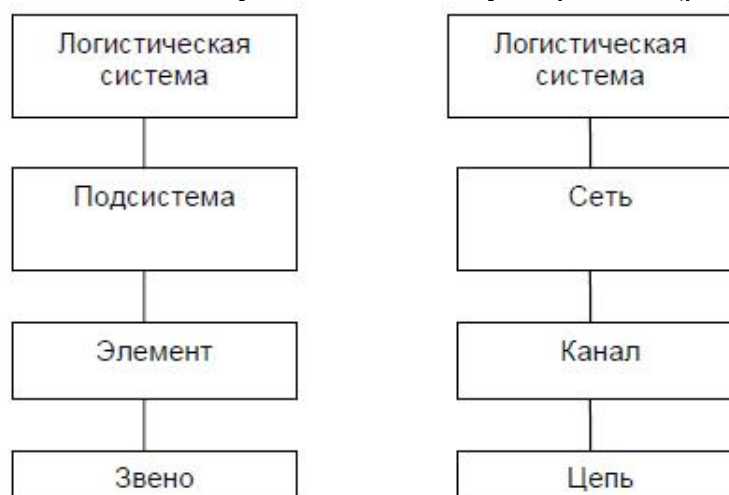 Логистическая
система
Подсистема
Элемент
Звено
Логистическая
система
Сеть
Канал
Цепь